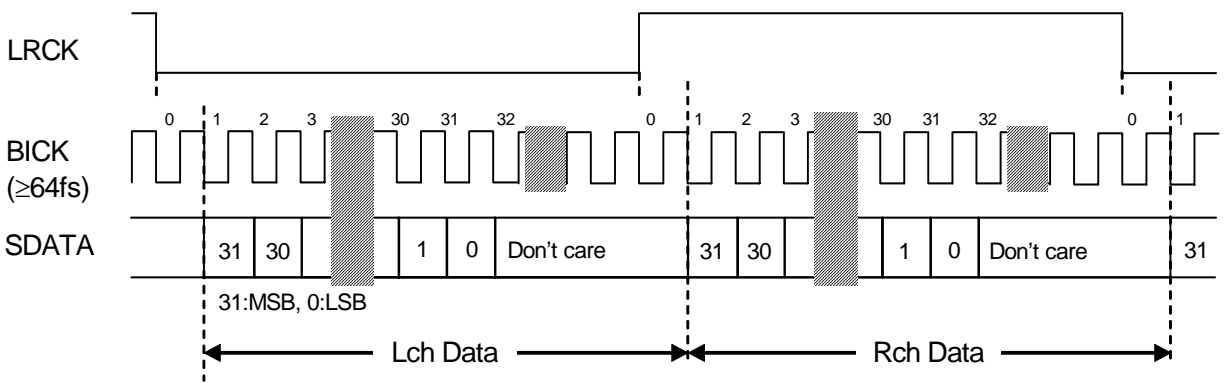 LRCK
0 1 2 3 30 31 32 0 1 2 3 30 31 32 0 1
BICK
(≥64fs)
SDATA 31 30 1 0 Don't care 31 30 1 0 Don't care 31
31:MSB, 0:LSB
Lch Data Rch Data